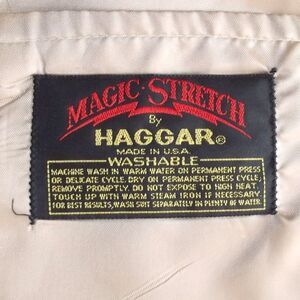 MAGIC·STRETCH
By
HAGGAR®
MADE IN U.S.A.
WASHABLE
MACHINE WASH IN WARM WATER ON PERMANENT PRESS
OR DELICATE CYCLE. DRY ON PERMANENT PRESS CYCLE,
REMOVE PROMPTLY. DO NOT EXPOSE TO HIGH HEAT.
TOUCH UP WITH WARM STEAM IRON IF NECESSARY.
FOR BEST RESULTS, WASH SUIT SEPARATELY IN PLENTY OF WATER